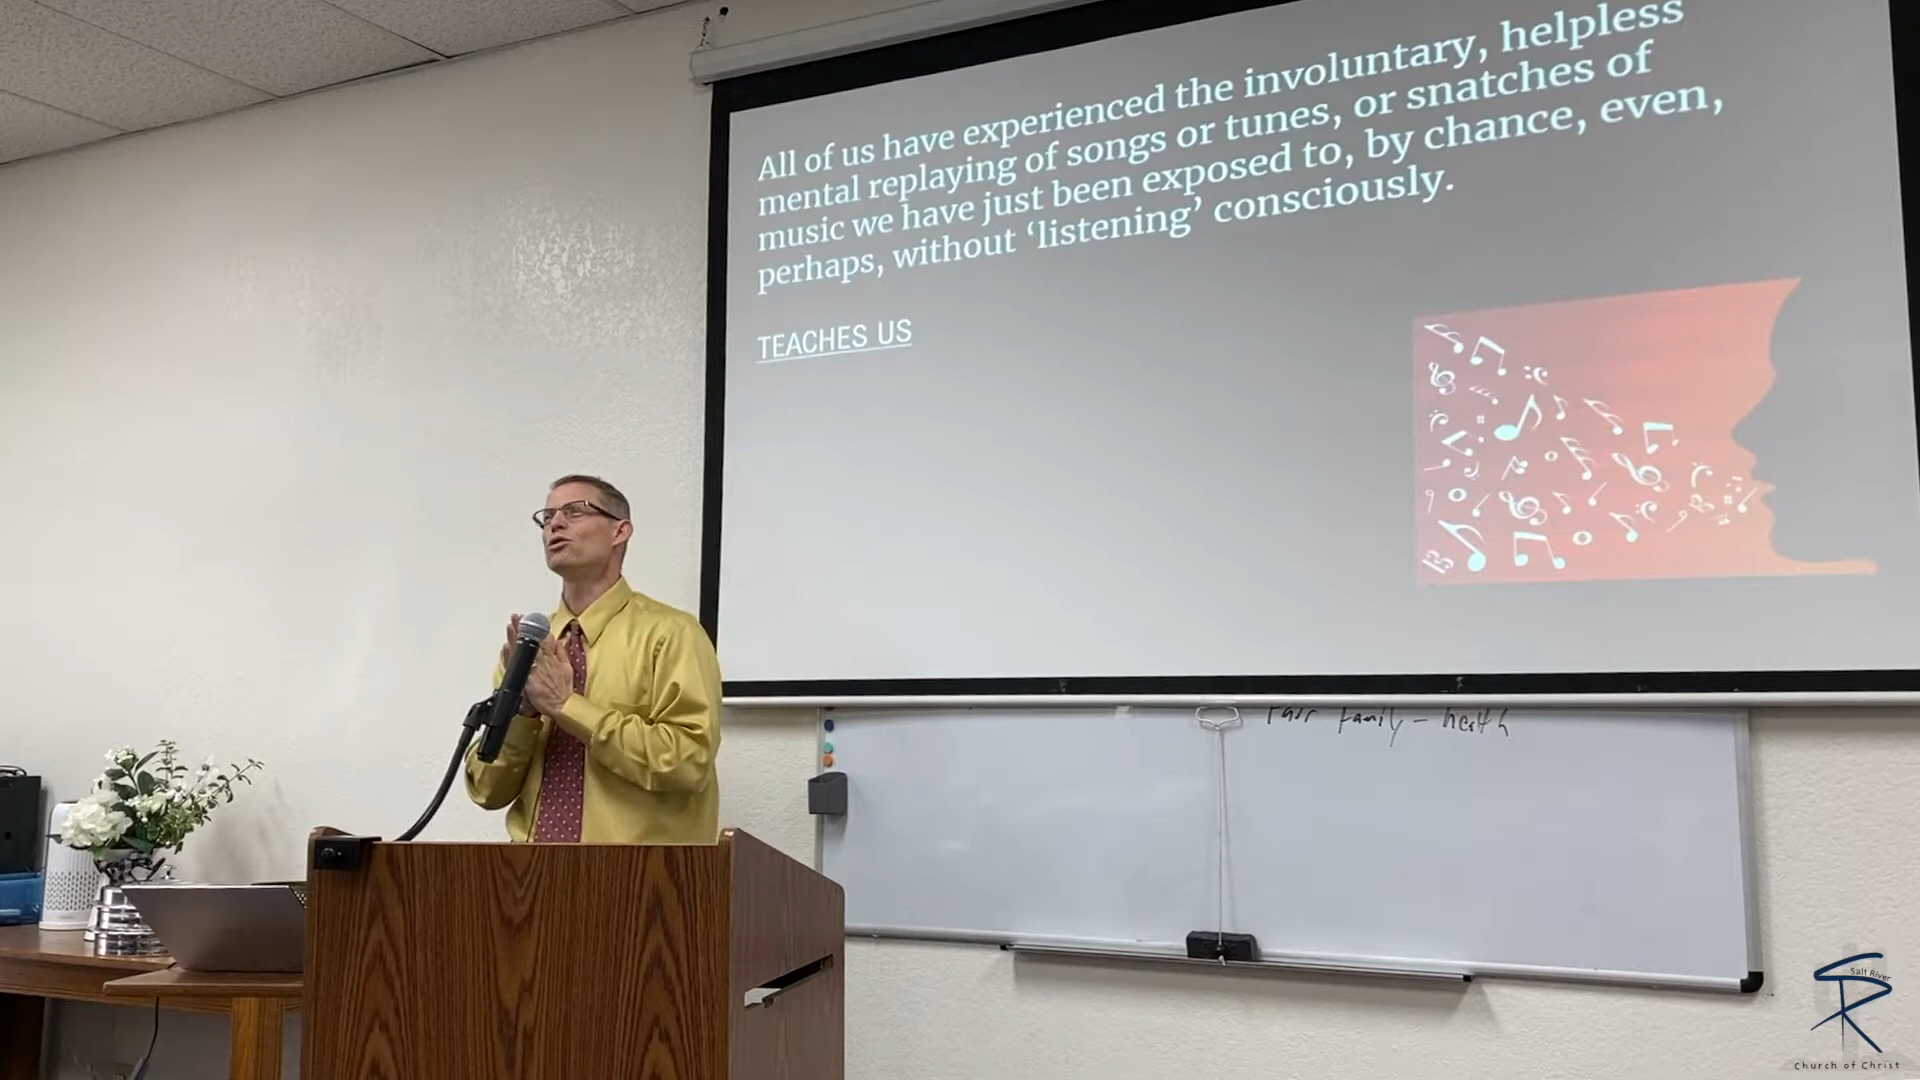 All of us have experienced the involuntary, helpless
mental replaying of songs or tunes, or snatches of
music we have just been exposed to, by chance, even,
perhaps, without ‘listening’ consciously.
TEACHES US
family – health
Salt River
Church of Christ